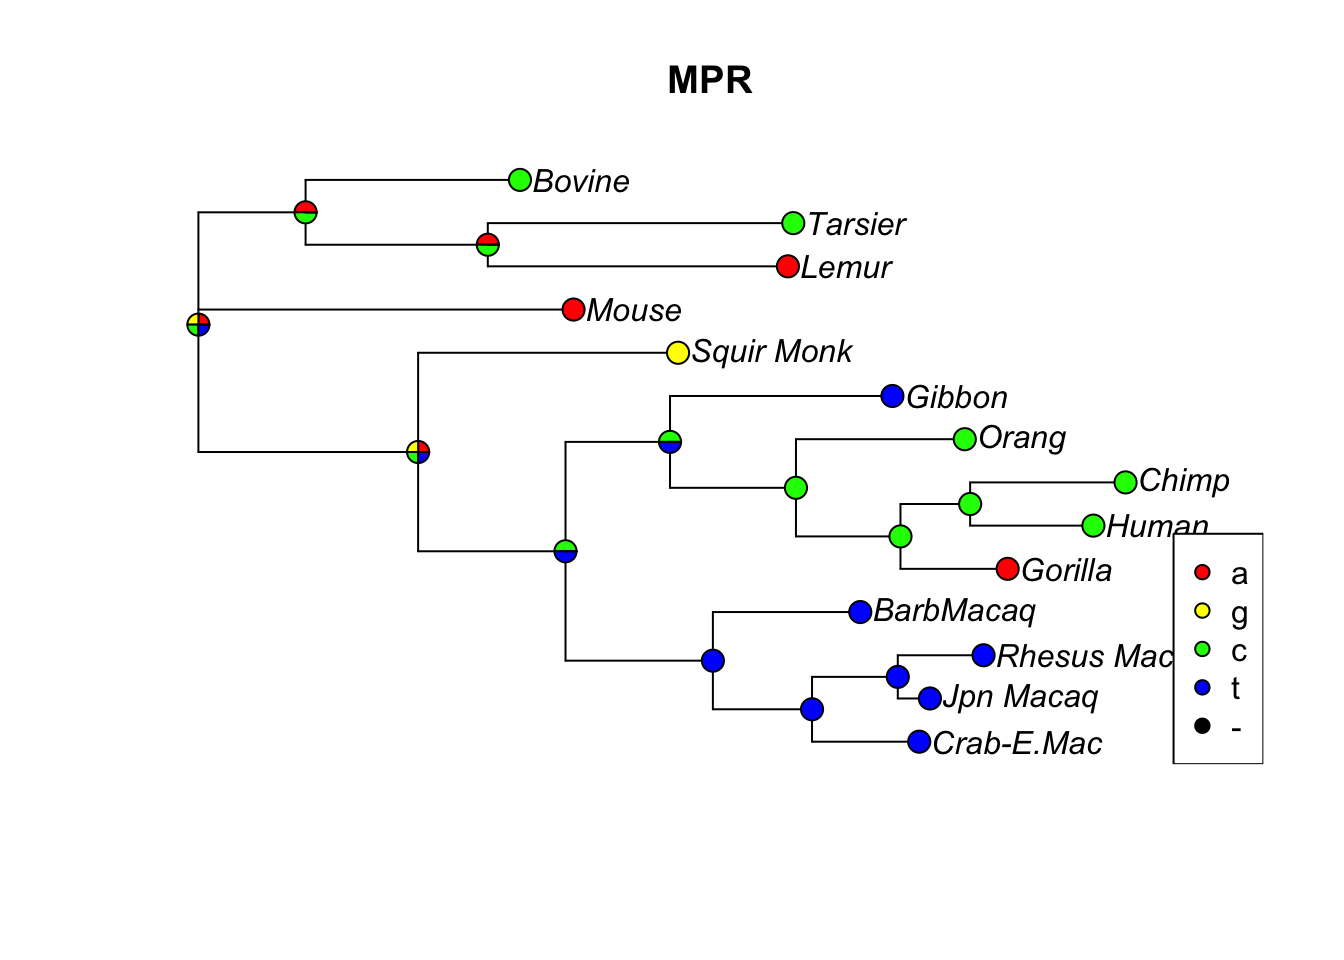 MPR
Bovine
Tarsier
Lemur
Mouse
Squir Monk
Gibbon
Orang
Chimp
Human
Gorilla
BarbMacaq
Rhesus Mac
Jpn Macaq
Crab-E.Mac
a
g
c
t
-